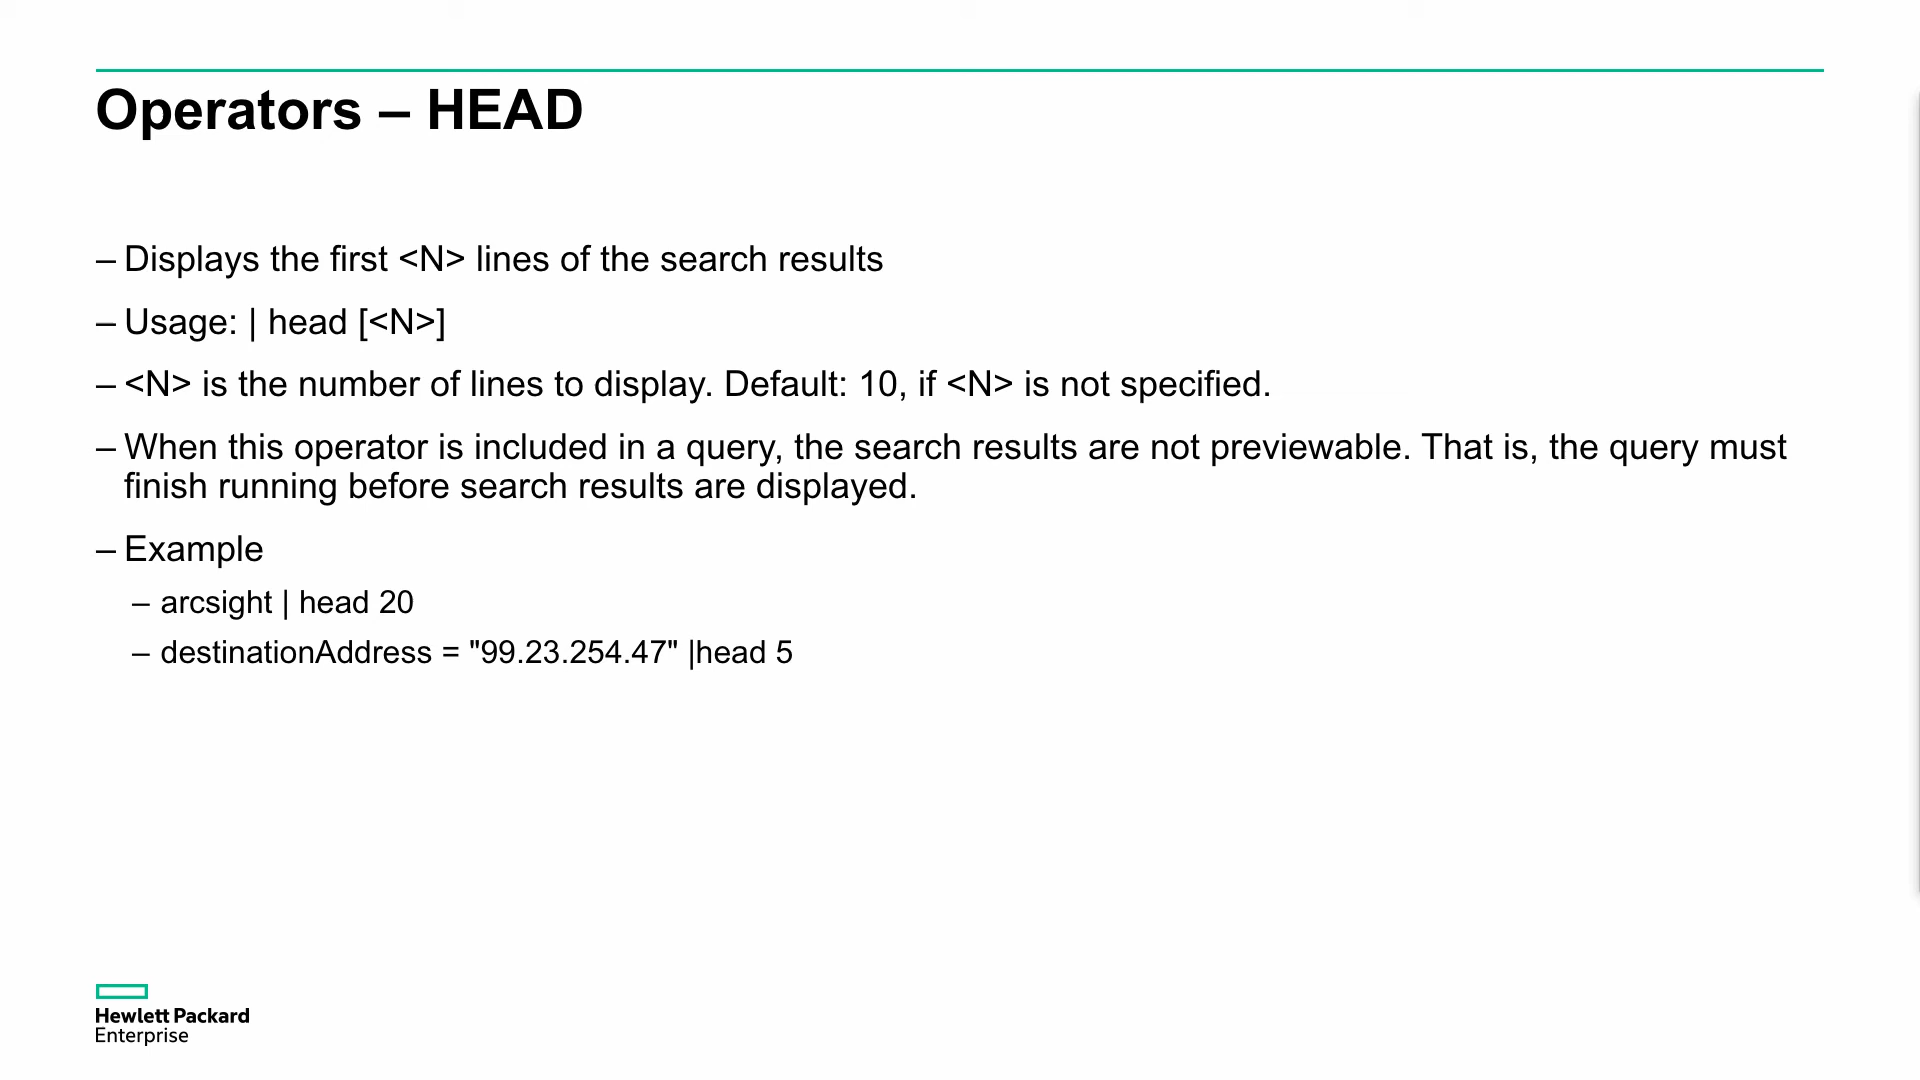 Operators – HEAD
– Displays the first <N> lines of the search results
– Usage: | head [<N>]
– <N> is the number of lines to display. Default: 10, if <N> is not specified.
– When this operator is included in a query, the search results are not previewable. That is, the query must
finish running before search results are displayed.
– Example
– arcsight | head 20
– destinationAddress = "99.23.254.47" |head 5
Hewlett Packard
Enterprise